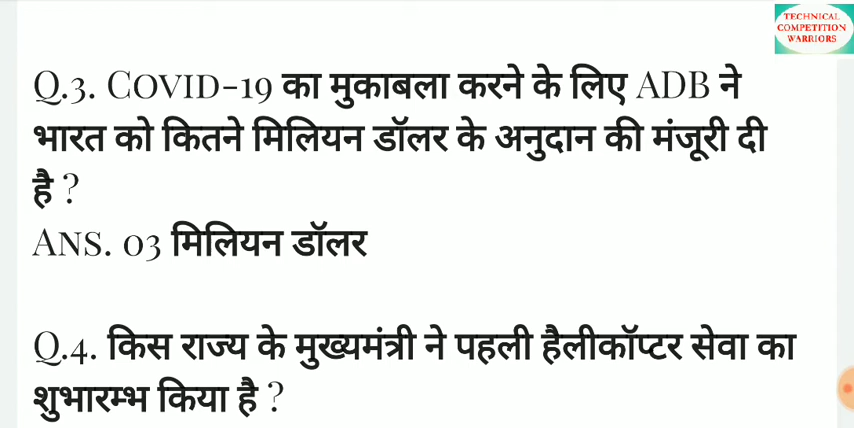 TECHNICAL
COMPETITION
WARRIORS
Q.3. COVID-19 का मुकाबला करने के लिए ADB ने
भारत को कितने मिलियन डॉलर के अनुदान की मंजूरी दी
है ?
ANS. 03 मिलियन डॉलर
Q.4. किस राज्य के मुख्यमंत्री ने पहली हैलीकॉप्टर सेवा का
शुभारम्भ किया है ?